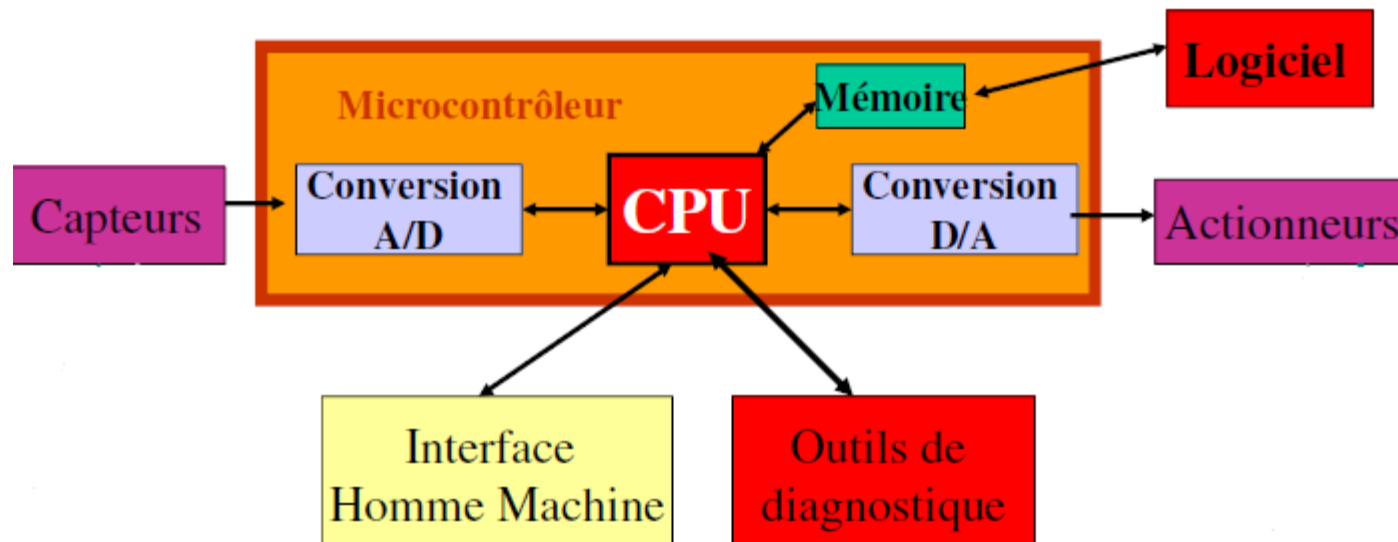 Logiciel
Mémoire
Microcontrôleur
Capteurs
Conversion
A/D
CPU
Conversion
D/A
Actionneurs
Interface
Homme Machine
Outils de
diagnostique